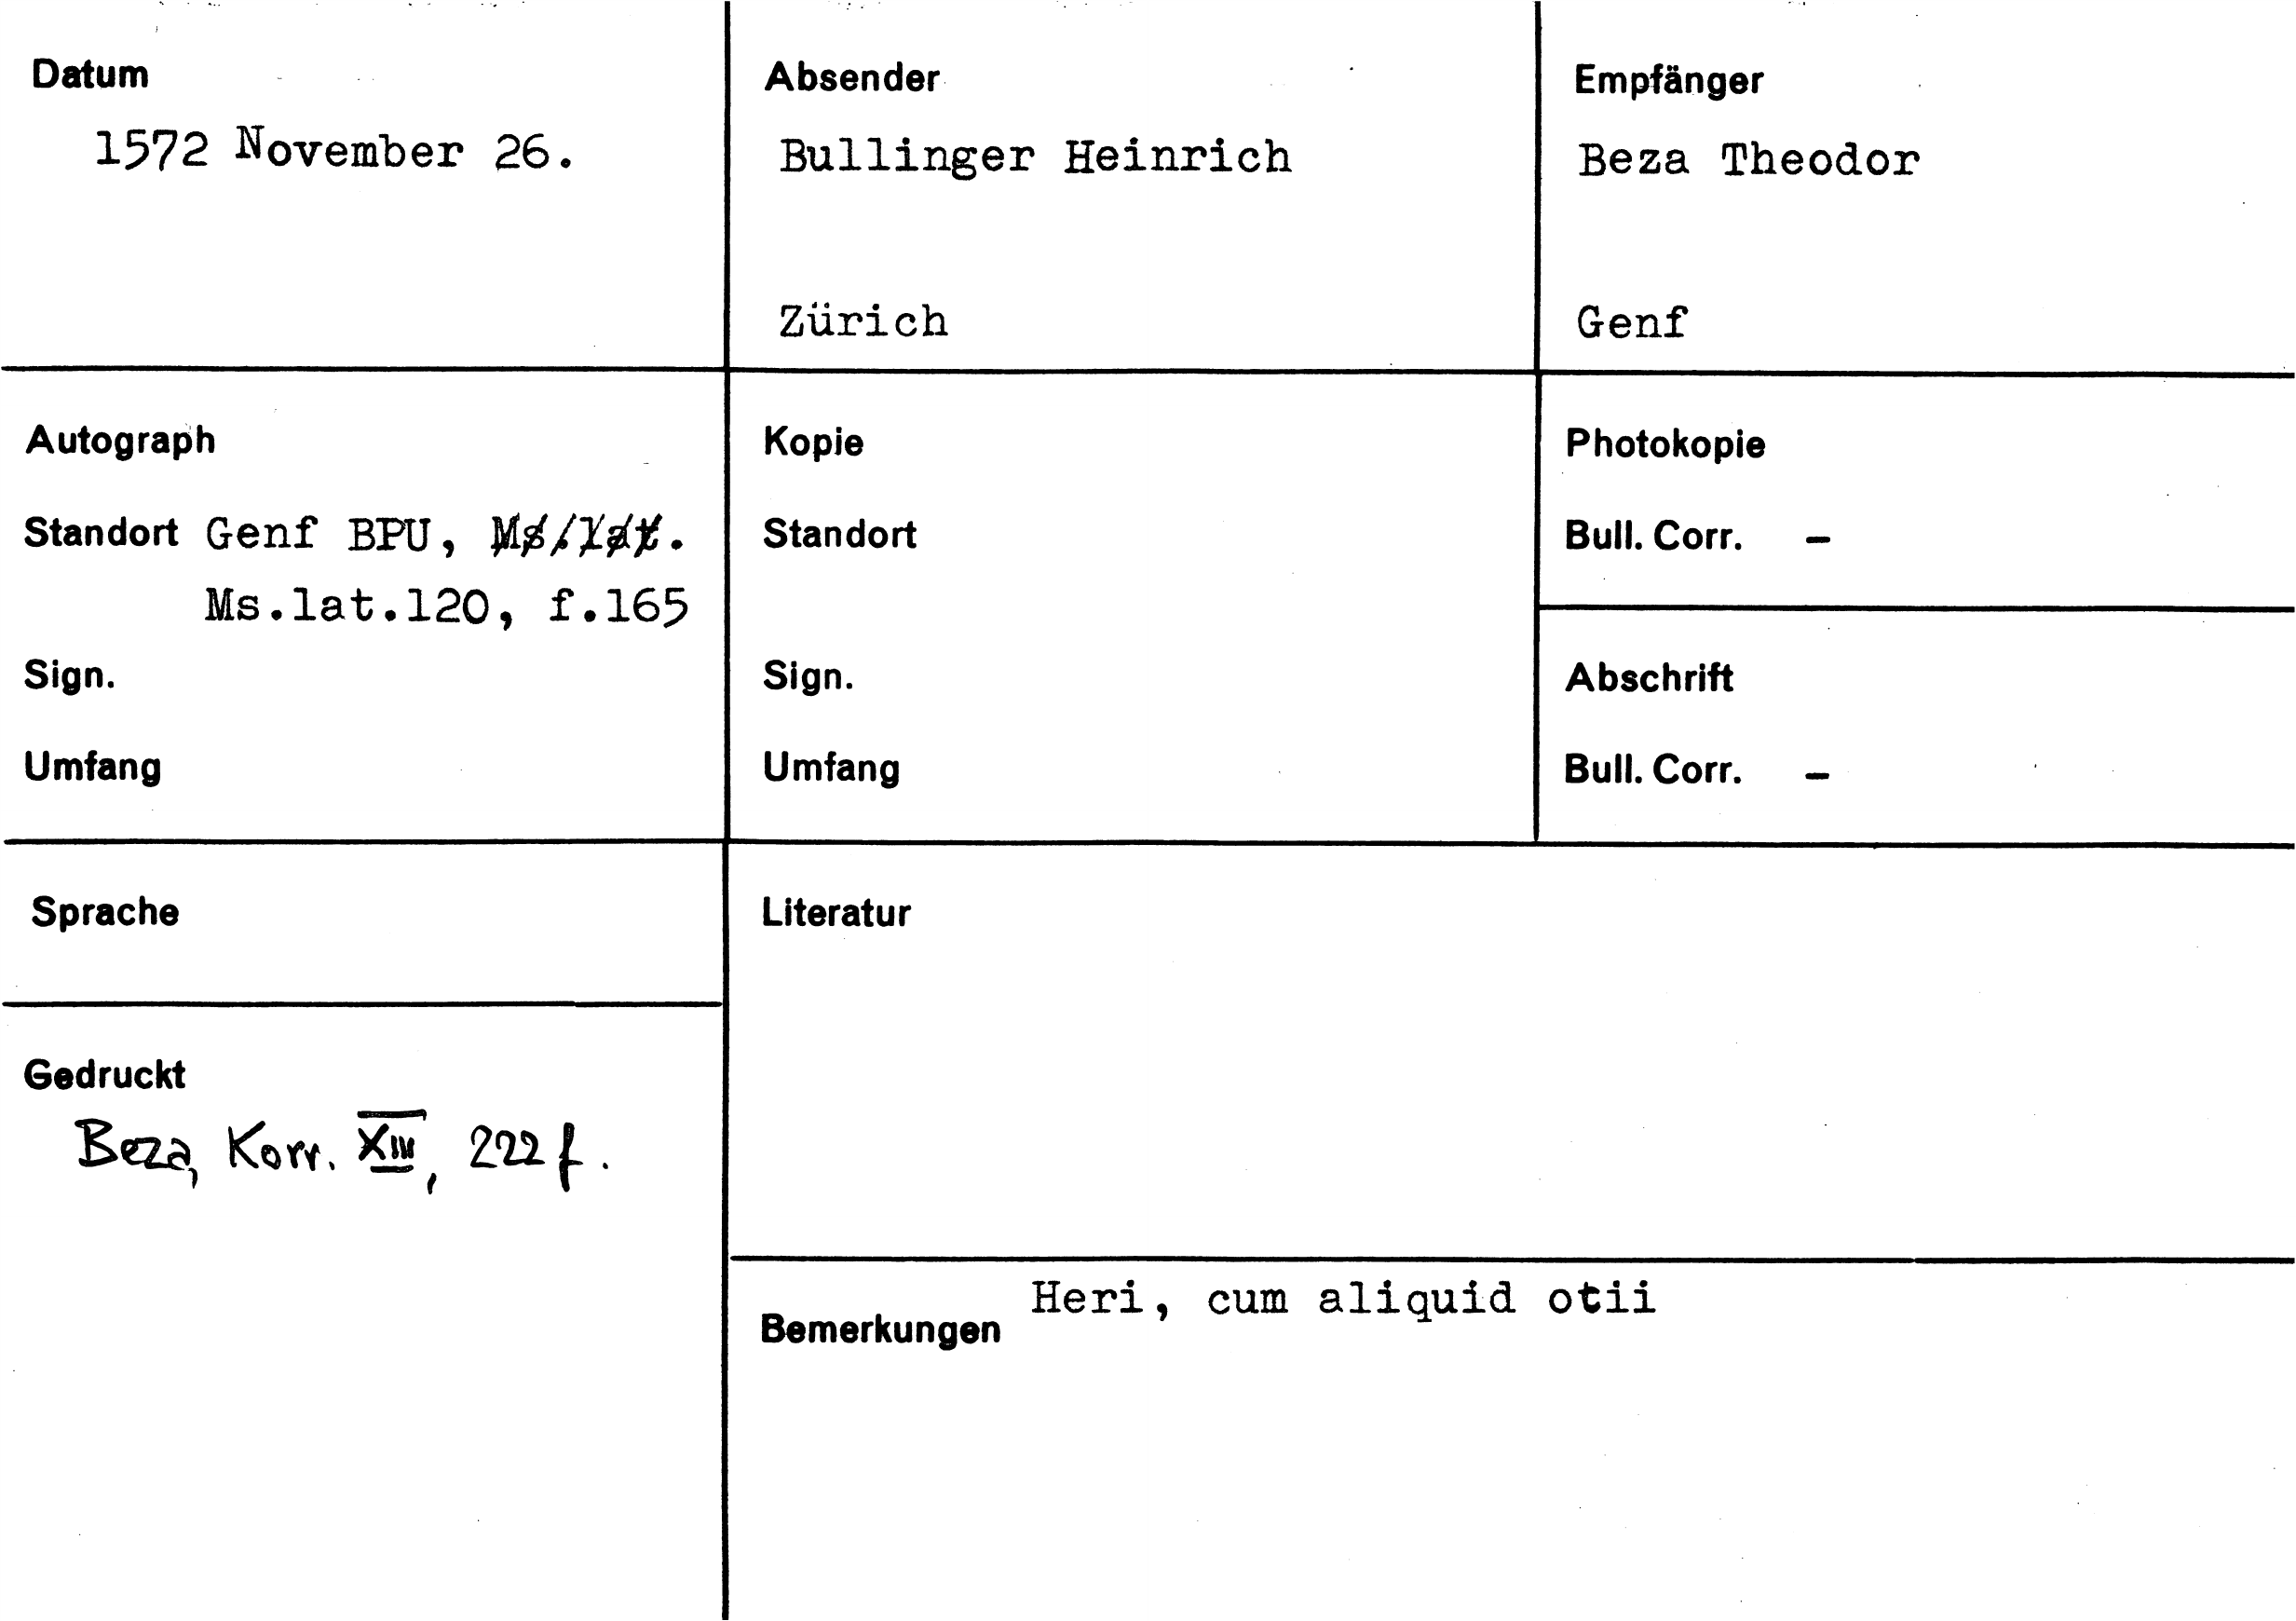 Datum
1572 November 26.
Absender
Bullinger Heinrich
Zürich
Empfänger
Beza Theodor
Genf
Autograph
Standort Genf BPU, Ms.lat.
Ms.lat.120, f.165
Sign.
Umfang
Kopie
Standort
Sign.
Umfang
Photokopie
Bull. Corr. -
Abschrift
Bull. Corr. -
Sprache
Gedruckt
Beza, Korr. XIII, 222 f.
Literatur
Bemerkungen Heri, cum aliquid otii